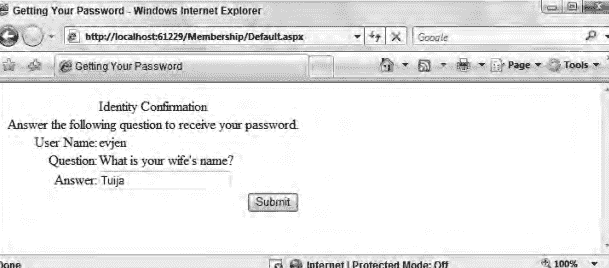 Getting Your Password - Windows Internet Explorer
http://localhost:61229/Membership/Default.aspx
Google
Getting Your Password
Page
Tools
Identity Confirmation
Answer the following question to receive your password.
User Name: evjen
Question: What is your wife's name?
Answer: Tuija
Submit
Done
Internet | Protected Mode: Off
100%